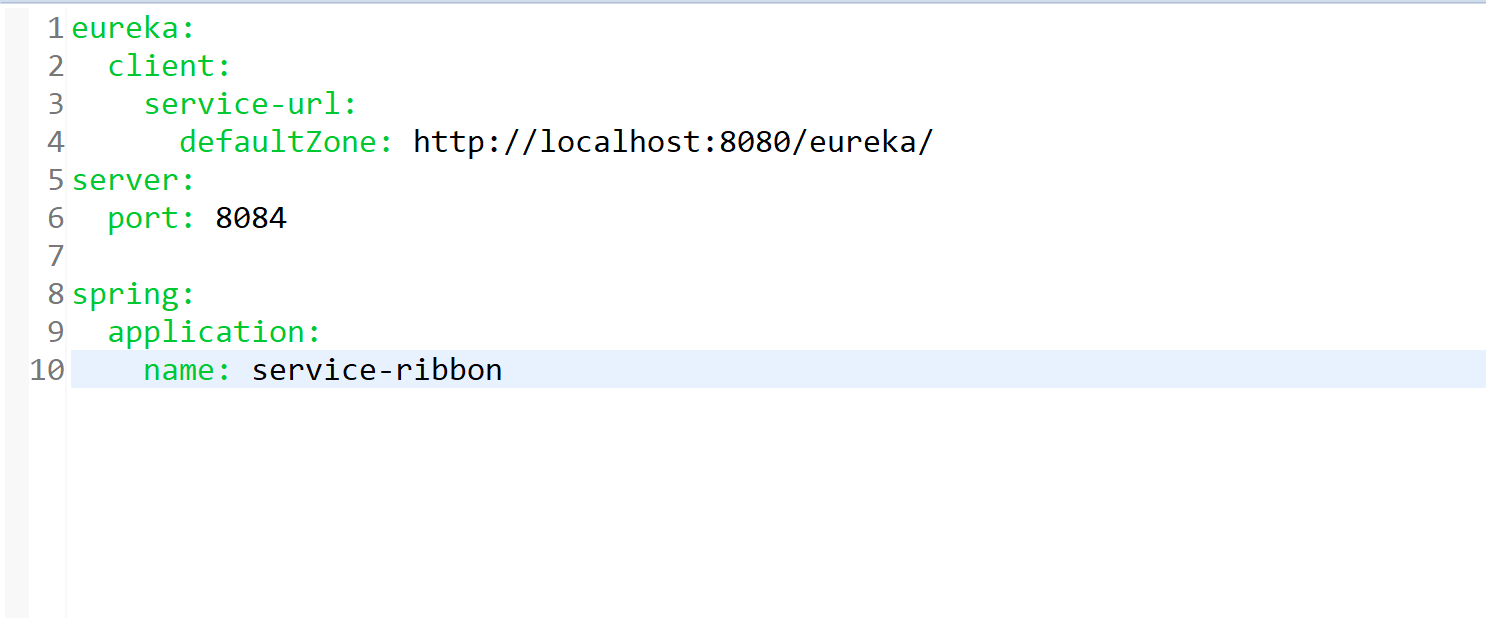 1 eureka:
2   client:
3     service-url:
4       defaultZone: http://localhost:8080/eureka/
5 server:
6   port: 8084
7
8 spring:
9   application:
10     name: service-ribbon